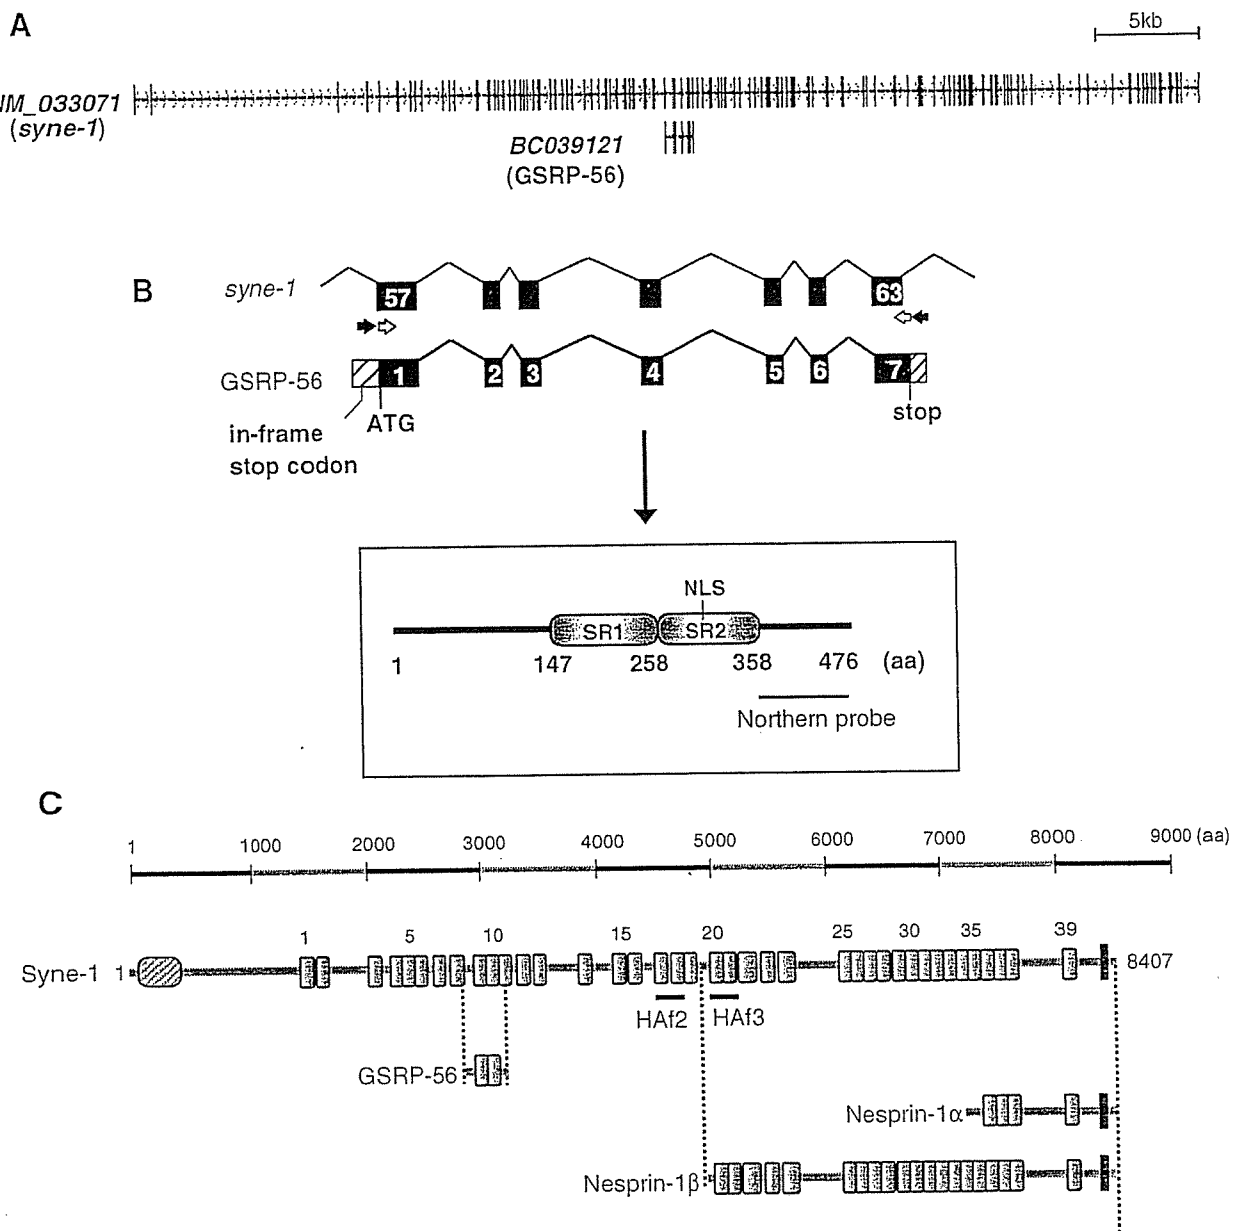 A
5kb
NM_033071
(syne-1)
BC039121
(GSRP-56)
B
syne-1
57
63
GSRP-56
1 2 3 4 5 6 7
ATG
stop
in-frame
stop codon
NLS
SR1 SR2
1 147 258 358 476 (aa)
Northern probe
C
1 1000 2000 3000 4000 5000 6000 7000 8000 9000 (aa)
1 5 10 15 20 25 30 35 39
Syne-1 1 8407
HAf2 HAf3
GSRP-56
Nesprin-1α
Nesprin-1β